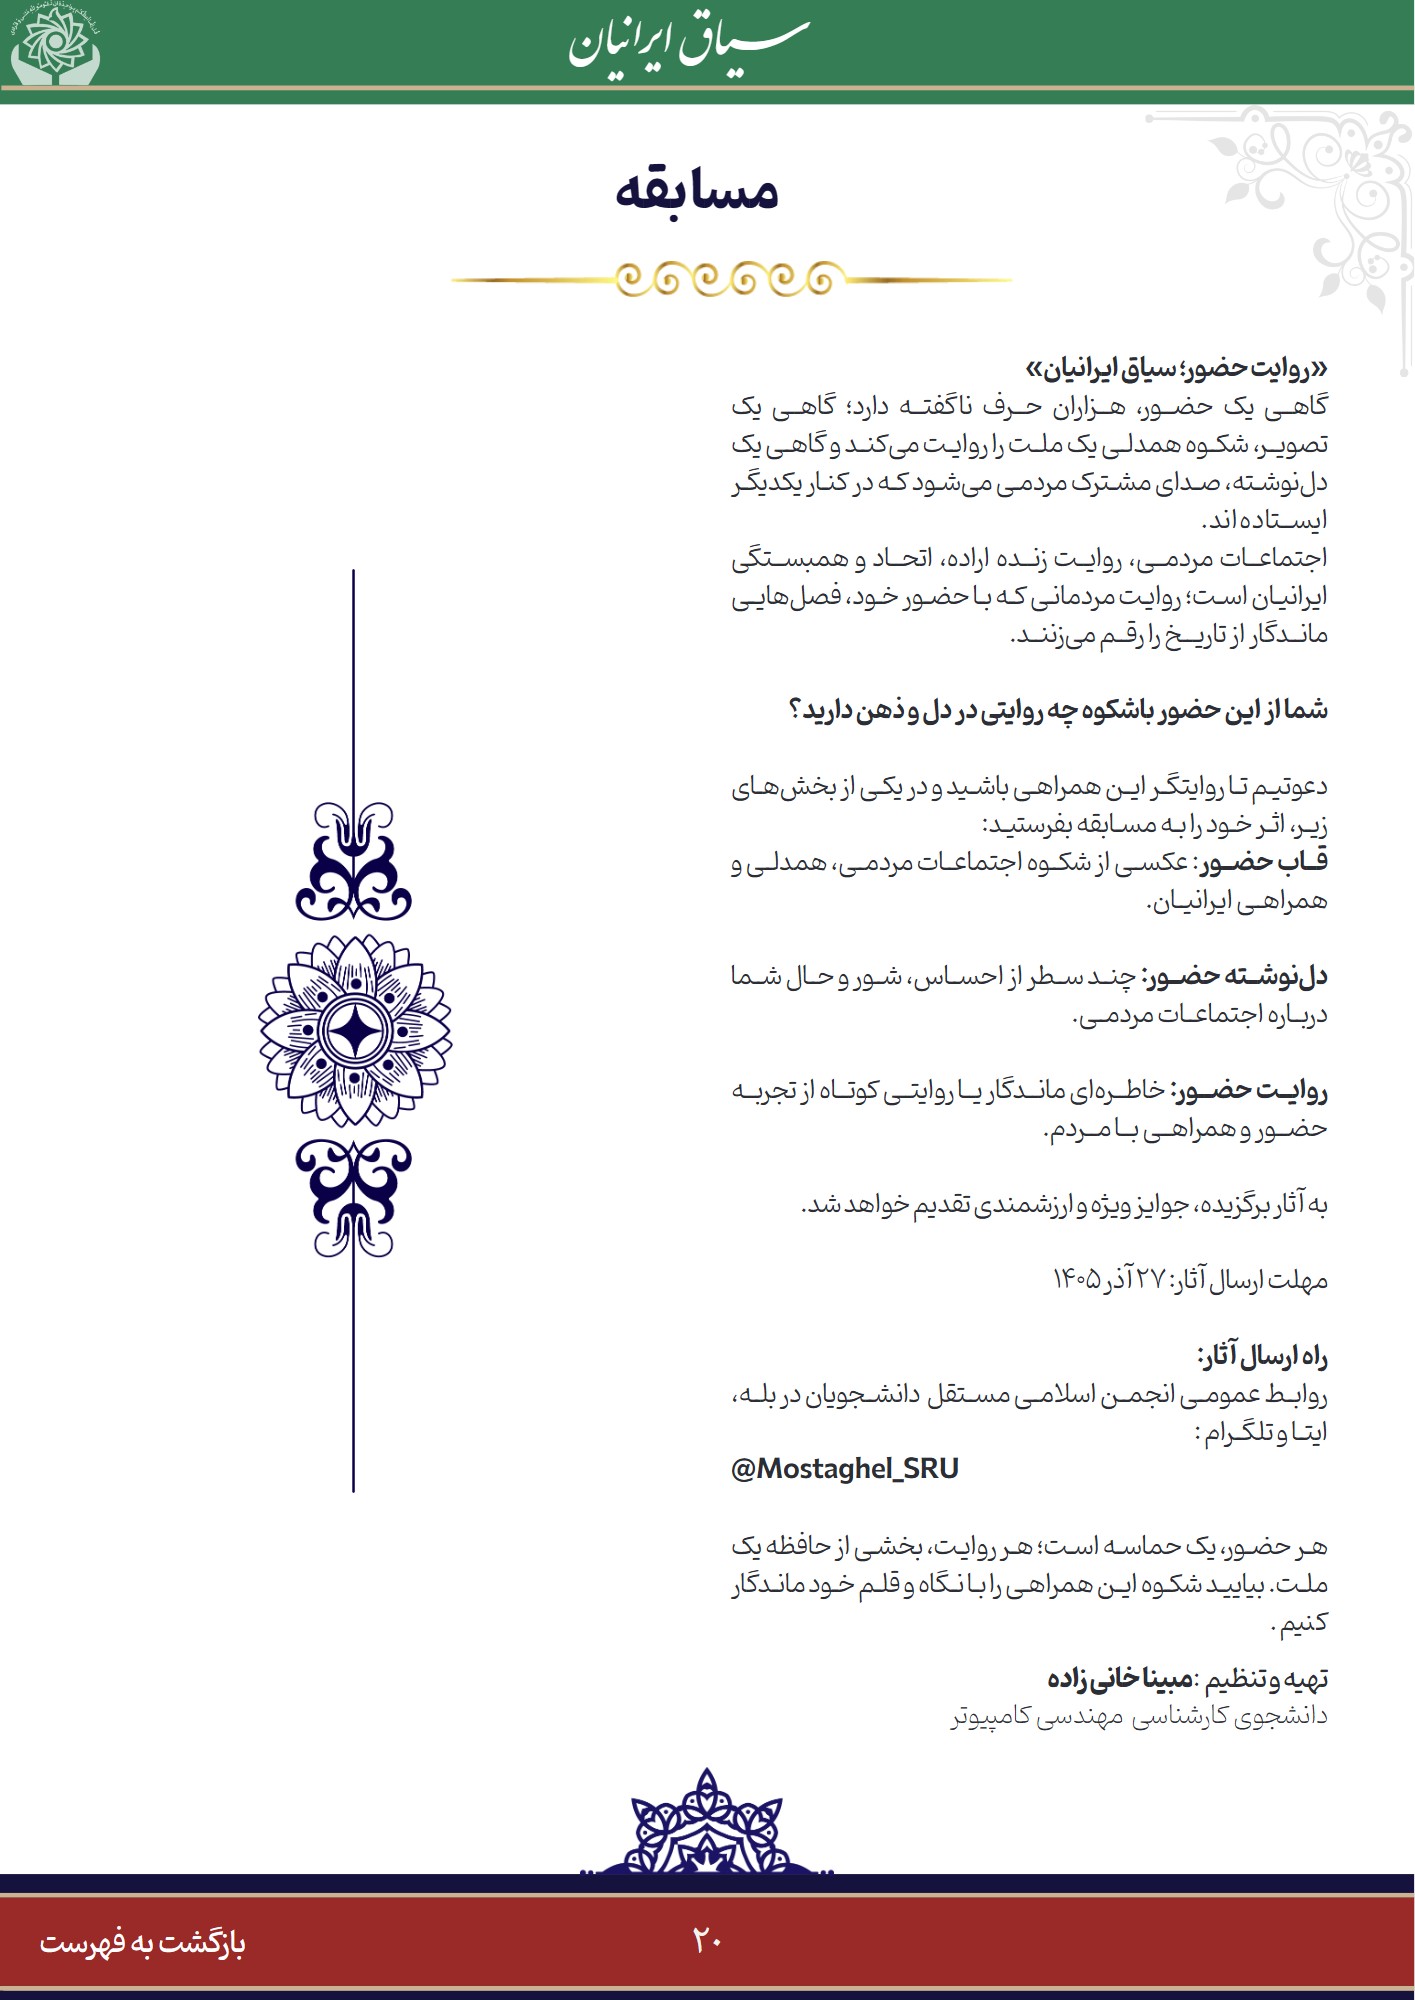 سیاق ایرانیان
مسابقه
«روایت حضور؛ سیاق ایرانیان»
گاهی یک حضور، هزاران حرف ناگفته دارد؛ گاهی یک
تصویر، شکوه همدلی یک ملت را روایت می‌کند و گاهی یک
دل‌نوشته، صدای مشترک مردمی می‌شود که در کنار یکدیگر
ایستاده‌اند.
اجتماعات مردمی، روایت زنده اراده، اتحاد و همبستگی
ایرانیان است؛ روایت مردمانی که با حضور خود، فصل‌هایی
ماندگار از تاریخ را رقم می‌زنند.
شما از این حضور باشکوه چه روایتی در دل و ذهن دارید؟
دعوتیم تا روایتگر این همراهی باشید و در یکی از بخش‌های
زیر، اثر خود را به مسابقه بفرستید:
قاب حضور: عکسی از شکوه اجتماعات مردمی، همدلی و
همراهی ایرانیان.
دل‌نوشته حضور: چند سطر از احساس، شور و حال شما
درباره اجتماعات مردمی.
روایت حضور: خاطره‌ای ماندگار یا روایتی کوتاه از تجربه
حضور و همراهی با مردم.
به آثار برگزیده، جوایز ویژه و ارزشمندی تقدیم خواهد شد.
مهلت ارسال آثار: ۲۷ آذر ۱۴۰۵
راه ارسال آثار:
روابط عمومی انجمن اسلامی مستقل دانشجویان در بله،
ایتا و تلگرام :
@Mostaghel_SRU
هر حضور، یک حماسه است؛ هر روایت، بخشی از حافظه یک
ملت. بیایید شکوه این همراهی را با نگاه و قلم خود ماندگار
کنیم .
تهیه و تنظیم :مبینا خانی زاده
دانشجوی کارشناسی مهندسی کامپیوتر
۲۰
بازگشت به فهرست